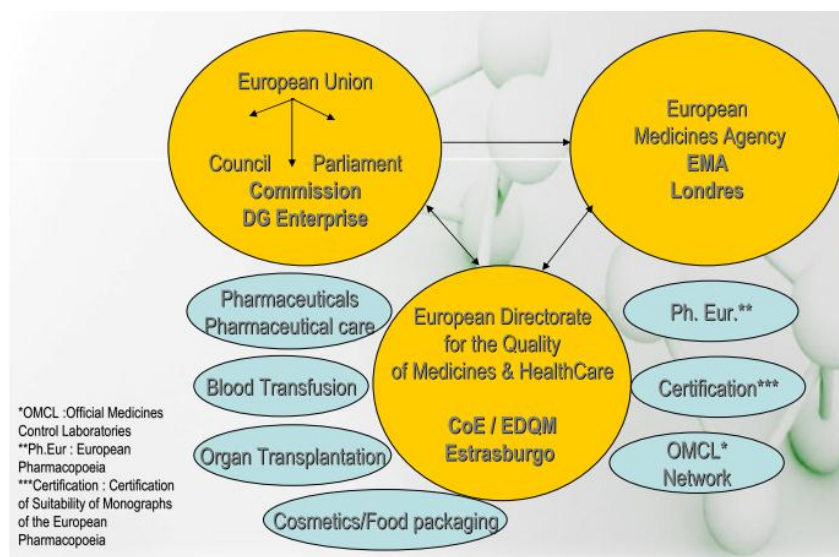 European Union
Council Parliament
Commission
DG Enterprise
European
Medicines Agency
EMA
Londres
Pharmaceuticals
Pharmaceutical care
Blood Transfusion
Organ Transplantation
Cosmetics/Food packaging
European Directorate
for the Quality
of Medicines & HealthCare
CoE / EDQM
Estrasburgo
Ph. Eur.**
Certification***
OMCL*
Network
*OMCL :Official Medicines
Control Laboratories
**Ph.Eur : European
Pharmacopoeia
***Certification : Certification
of Suitability of Monographs
of the European
Pharmacopoeia